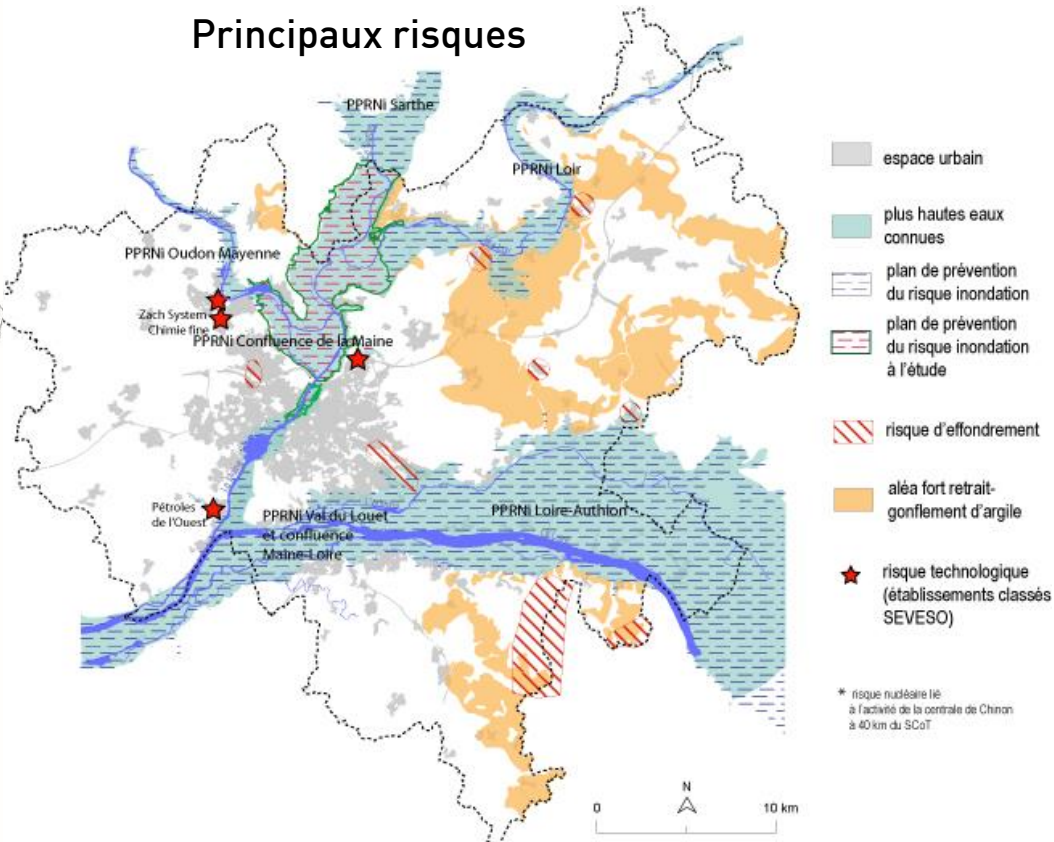 Principaux risques
PPRNi Sarthe
PPRNi Loir
PPRNi Oudon Mayenne
Zach System
Chimie fine
PPRNi Confluence de la Maine
Pétroles
de l'Ouest
PPRNi Val du Louet
et confluence
Maine-Loire
PPRNi Loire-Authion
espace urbain
plus hautes eaux
connues
plan de prévention
du risque inondation
plan de prévention
du risque inondation
à l'étude
risque d'effondrement
aléa fort retrait-
gonflement d'argile
risque technologique
(établissements classés
SEVESO)
* risque nucléaire lié
à l'activité de la centrale de Chinon
à 40 km du SCoT
N
0 10 km